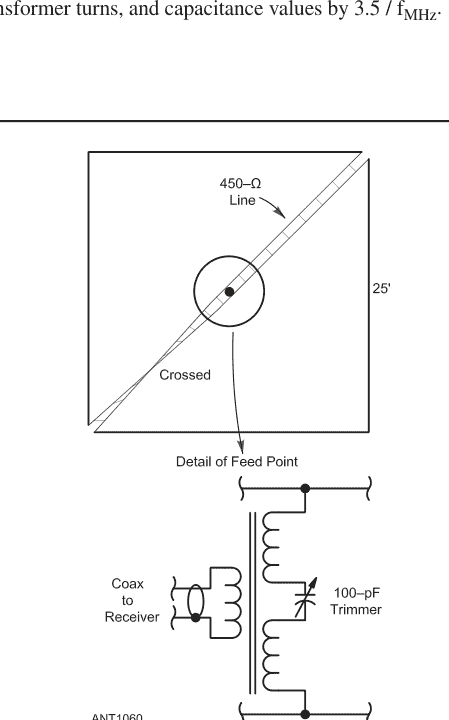 nsformer turns, and capacitance values by 3.5 / fMHz.
450–Ω
Line
25'
Crossed
Detail of Feed Point
Coax
to
Receiver
100–pF
Trimmer
ANT1060